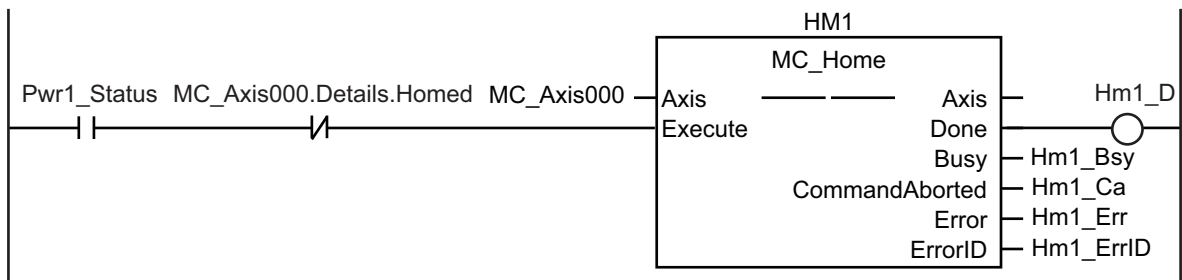 HM1
MC_Home
Pwr1_Status MC_Axis000.Details.Homed MC_Axis000 Axis Axis Hm1_D
Execute Done
Busy Hm1_Bsy
CommandAborted Hm1_Ca
Error Hm1_Err
ErrorID Hm1_ErrID